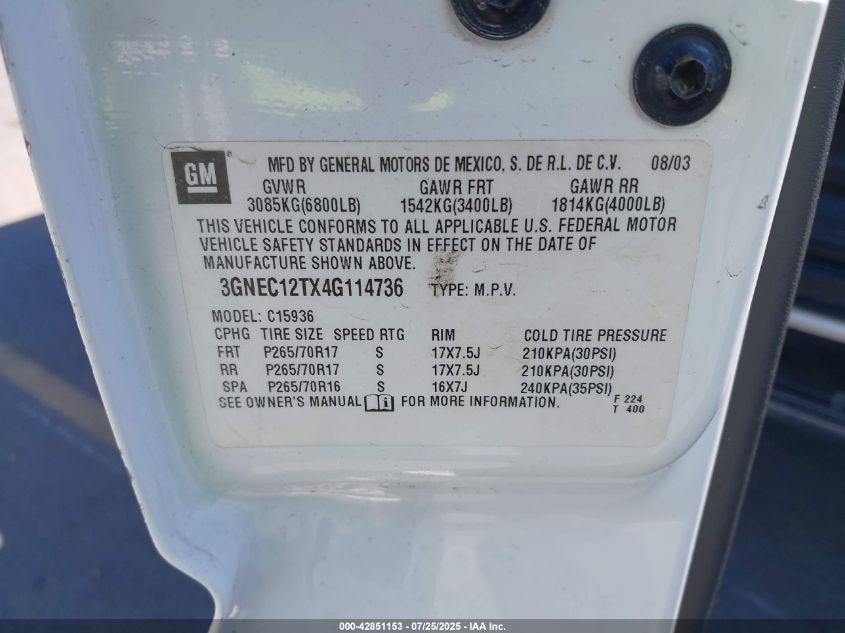 GM MFD BY GENERAL MOTORS DE MEXICO, S. DE R.L. DE C.V. 08/03
GVWR GAWR FRT GAWR RR
3085KG(6800LB) 1542KG(3400LB) 1814KG(4000LB)
THIS VEHICLE CONFORMS TO ALL APPLICABLE U.S. FEDERAL MOTOR
VEHICLE SAFETY STANDARDS IN EFFECT ON THE DATE OF
MANUFACTURE SHOWN ABOVE.
3GNEC12TX4G114736 TYPE: M.P.V.
MODEL: C15936
CPHG TIRE SIZE SPEED RTG RIM COLD TIRE PRESSURE
FRT P265/70R17 S 17X7.5J 210KPA(30PSI)
RR P265/70R17 S 17X7.5J 210KPA(30PSI)
SPA P265/70R16 S 16X7J 240KPA(35PSI)
SEE OWNER'S MANUAL i FOR MORE INFORMATION. F 224
T 400
000-42851153 - 07/25/2025 - IAA Inc.